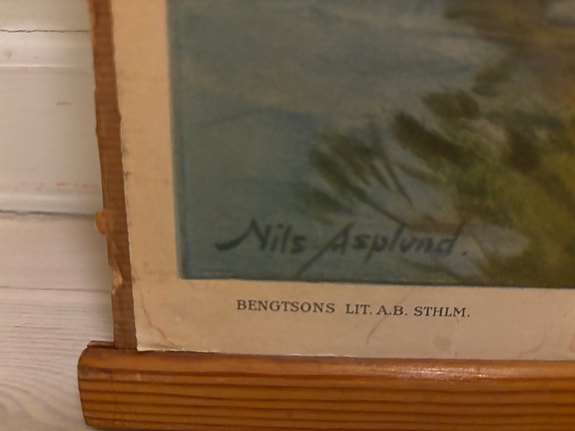 Nils Asplund.
BENGTSONS LIT. A.B. STHLM.